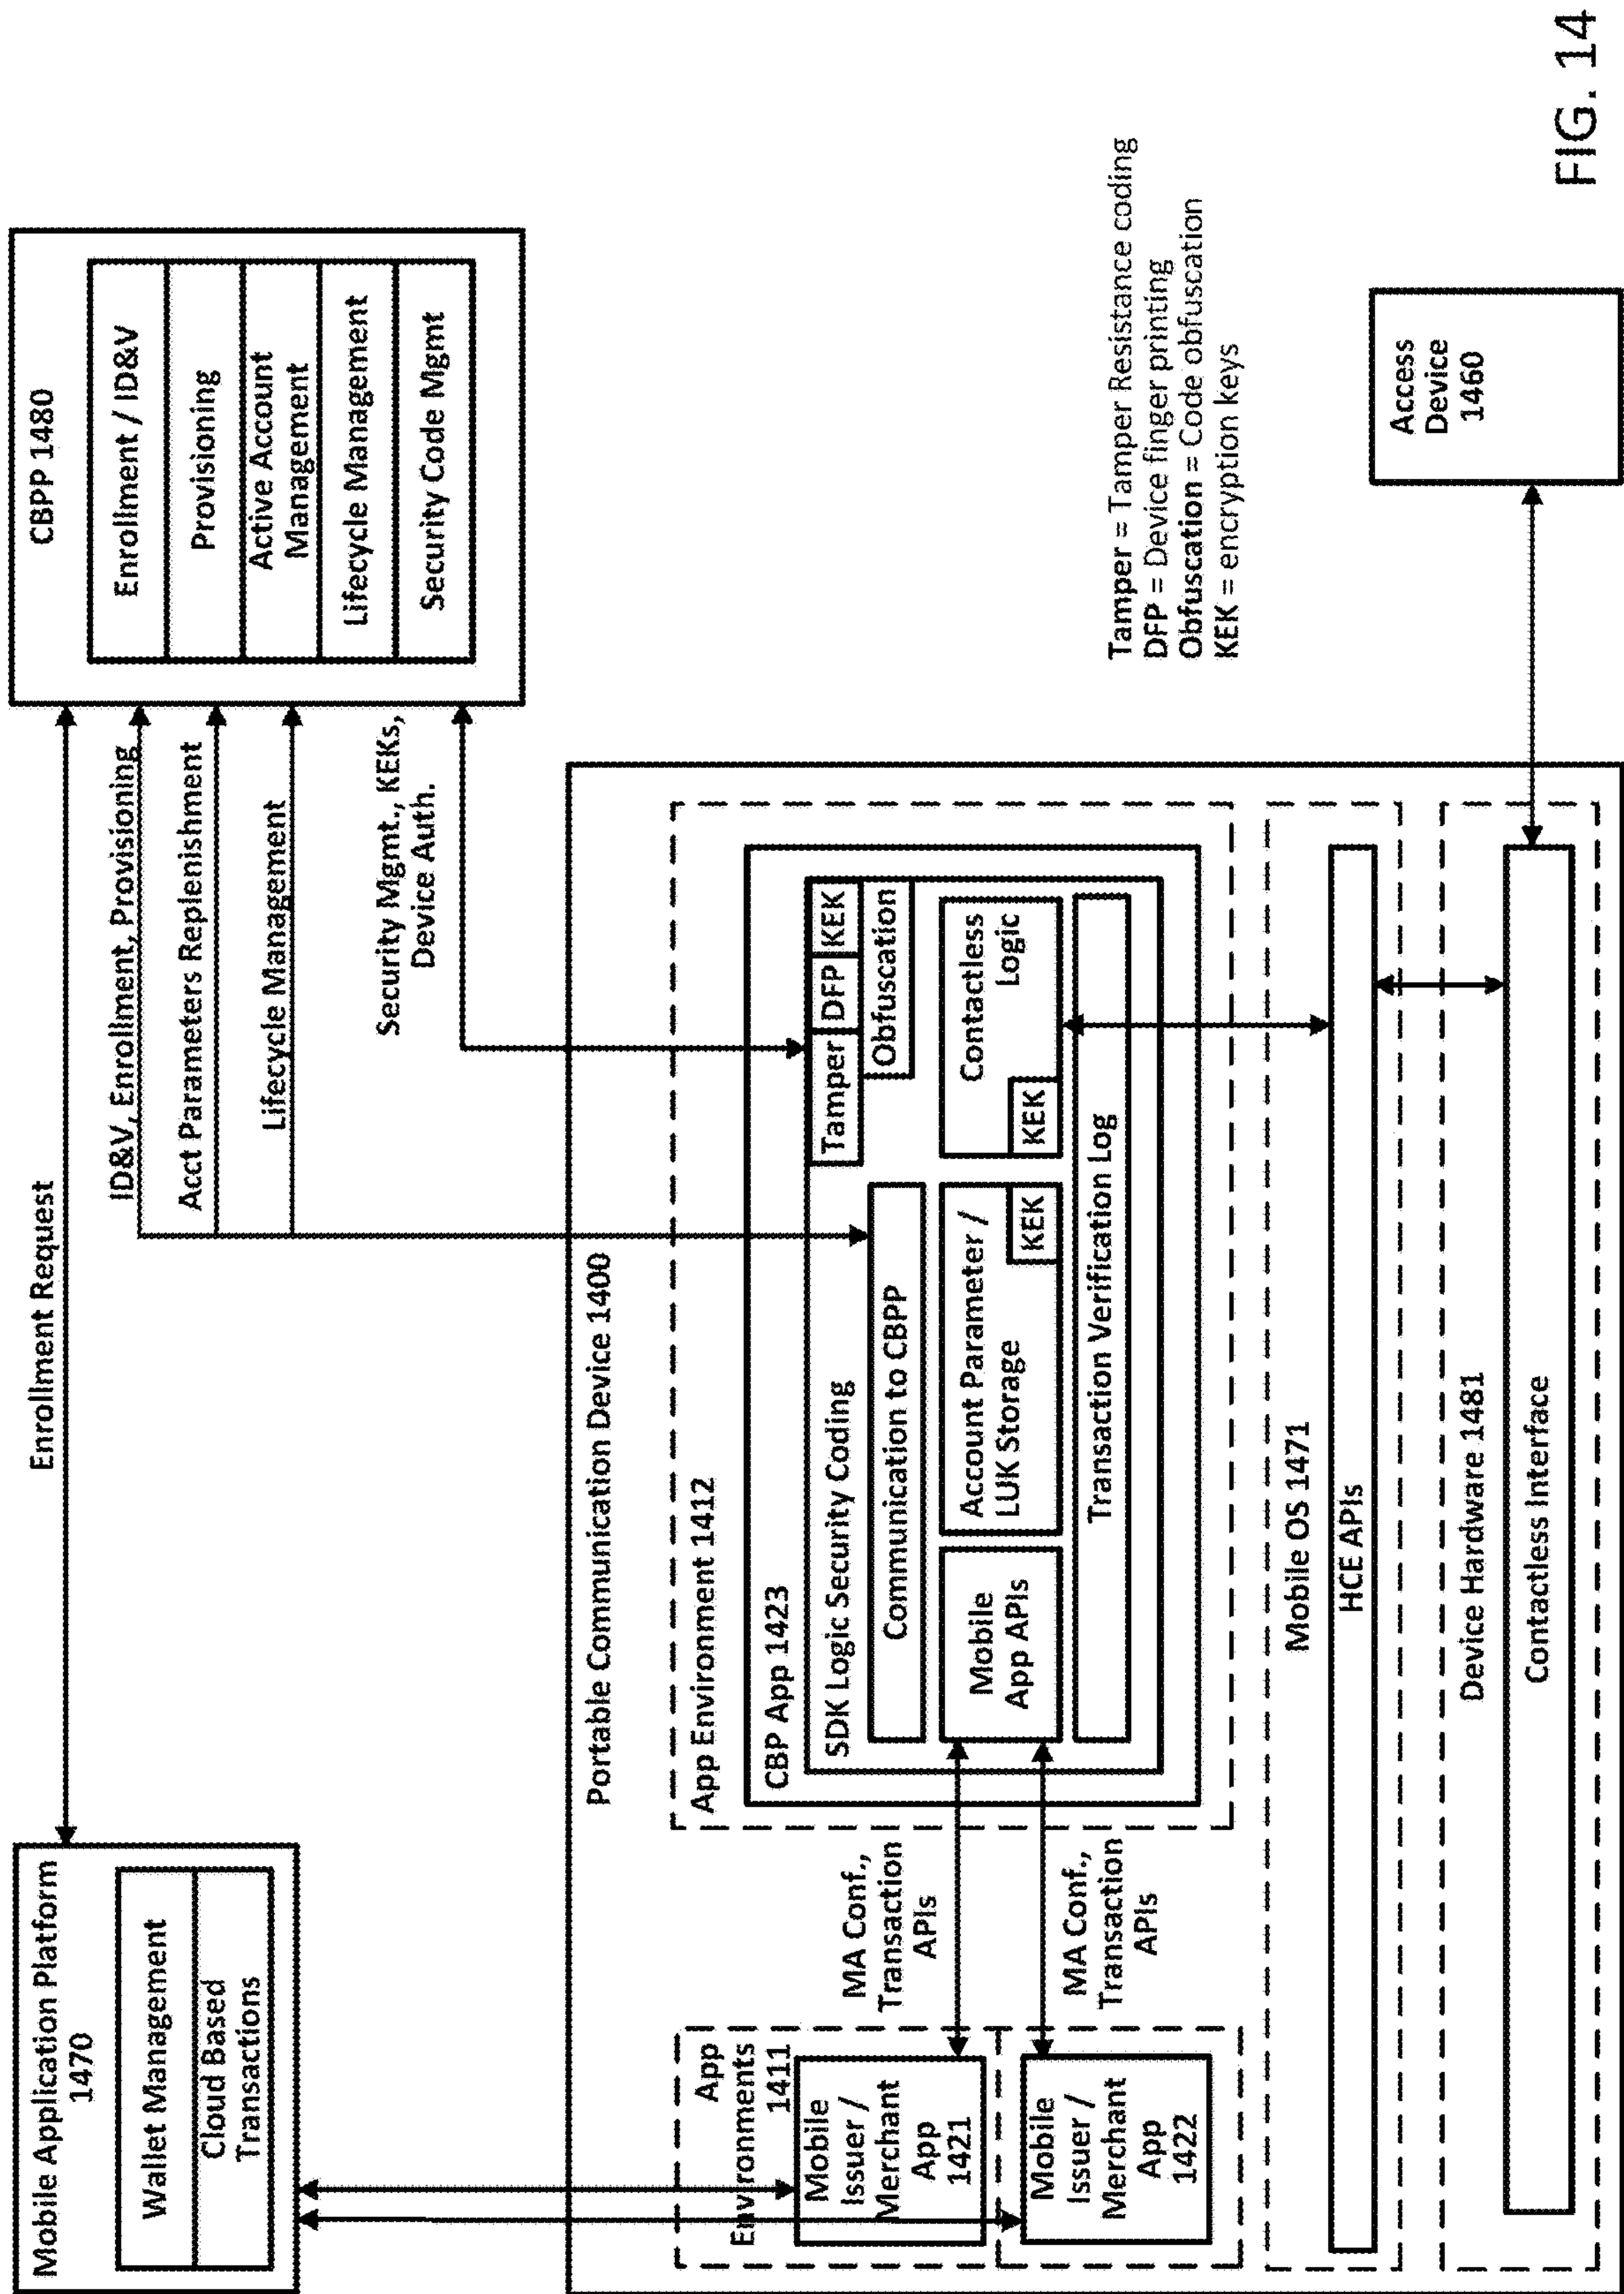 Mobile Application Platform
1470
Wallet Management
Cloud Based
Transactions
Enrollment Request
CBPP 1480
Enrollment / ID&V
Provisioning
Active Account
Management
Lifecycle Management
Security Code Mgmt
ID&V, Enrollment, Provisioning
Acct Parameters Replenishment
Lifecycle Management
Security Mgmt., KEKs,
Device Auth.
Portable Communication Device 1400
App
Environments
1411
Mobile
Issuer /
Merchant
App
1421
Mobile
Issuer /
Merchant
App
1422
MA Conf.,
Transaction
APIs
MA Conf.,
Transaction
APIs
App Environment 1412
CBP App 1423
SDK Logic Security Coding
Tamper
DFP
KEK
Obfuscation
Communication to CBPP
Mobile
App APIs
Account Parameter /
LUK Storage
KEK
Contactless
Logic
KEK
Transaction Verification Log
Mobile OS 1471
HCE APIs
Device Hardware 1481
Contactless Interface
Tamper = Tamper Resistance coding
DFP = Device finger printing
Obfuscation = Code obfuscation
KEK = encryption keys
Access
Device
1460
FIG. 14